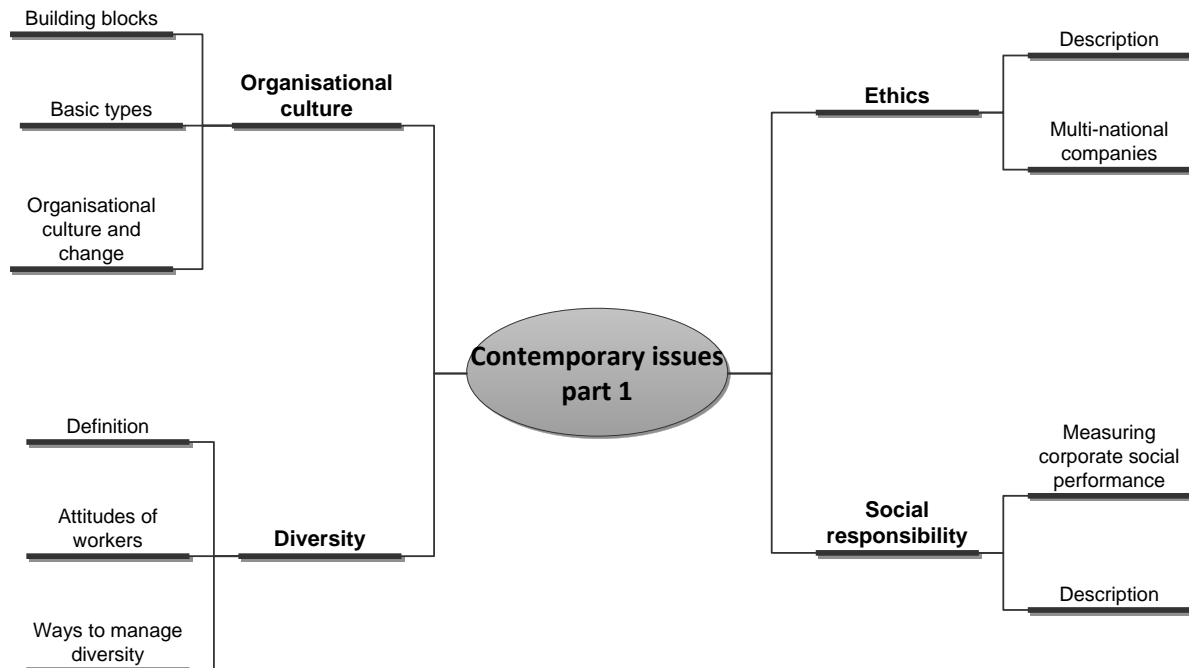 Building blocks
Basic types
Organisational
culture and
change
Organisational
culture
Definition
Attitudes of
workers
Ways to manage
diversity
Diversity
Contemporary issues
part 1
Ethics
Description
Multi-national
companies
Social
responsibility
Measuring
corporate social
performance
Description